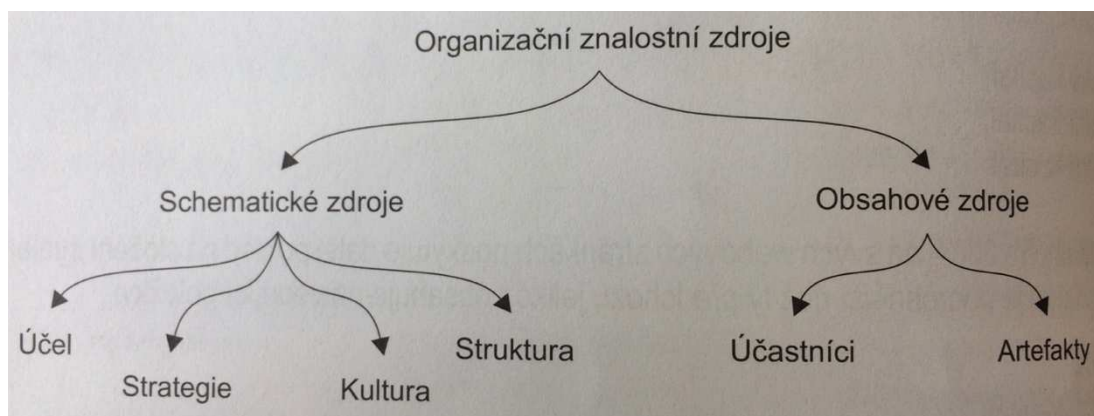 Organizační znalostní zdroje
Schematické zdroje
Obsahové zdroje
Účel
Strategie
Kultura
Struktura
Účastníci
Artefakty